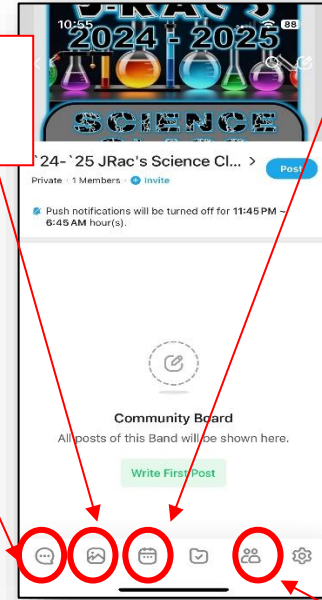 10:55
88
J-RAC'S
2024 - 2025
SCIENCE
`24-`25 JRac's Science Cl... >
Post
Private · 1 Members · Invite
Push notifications will be turned off for 11:45 PM ~
6:45 AM hour(s).
Community Board
All posts of this Band will be shown here.
Write First Post